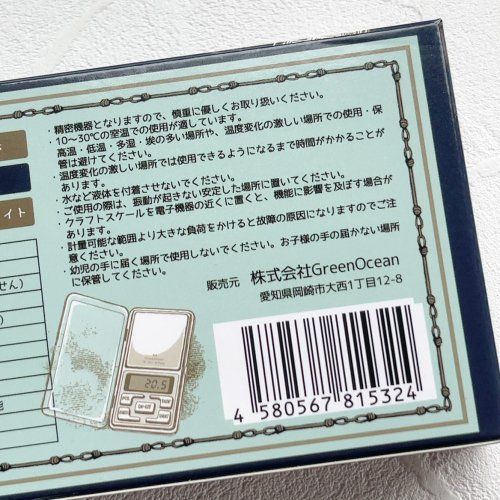 ・精密機器となりますので、慎重に優しくお取り扱いください。
・10～30℃の室温での使用が適しています。
高温・低温・多湿・埃の多い場所や、温度変化の激しい場所での使用・保
管は避けてください。
・温度変化の激しい場所では使用できるようになるまで時間がかかることが
あります。
・水など液体を付着させないでください。
・ご使用の際は、振動が起きない安定した場所に置いてください。
・クラフトスケールを電子機器の近くに置くと、機能に影響を及ぼす場合が
あります。
・計量可能な範囲より大きな負荷をかけると故障の原因になりますのでご注
意ください。
・幼児の手に届く場所で使用しないでください。お子様の手の届かない場所
に保管してください。
イト
せん）
販売元 株式会社GreenOcean
愛知県岡崎市大西1丁目12-8
20.5
4 580567 815324